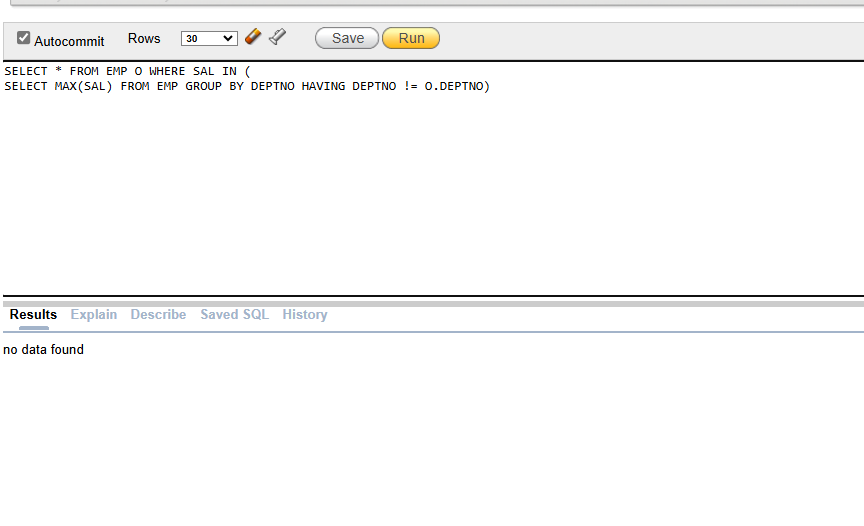 Autocommit Rows 30 Save Run
SELECT * FROM EMP O WHERE SAL IN (
SELECT MAX(SAL) FROM EMP GROUP BY DEPTNO HAVING DEPTNO != O.DEPTNO)
Results Explain Describe Saved SQL History
no data found